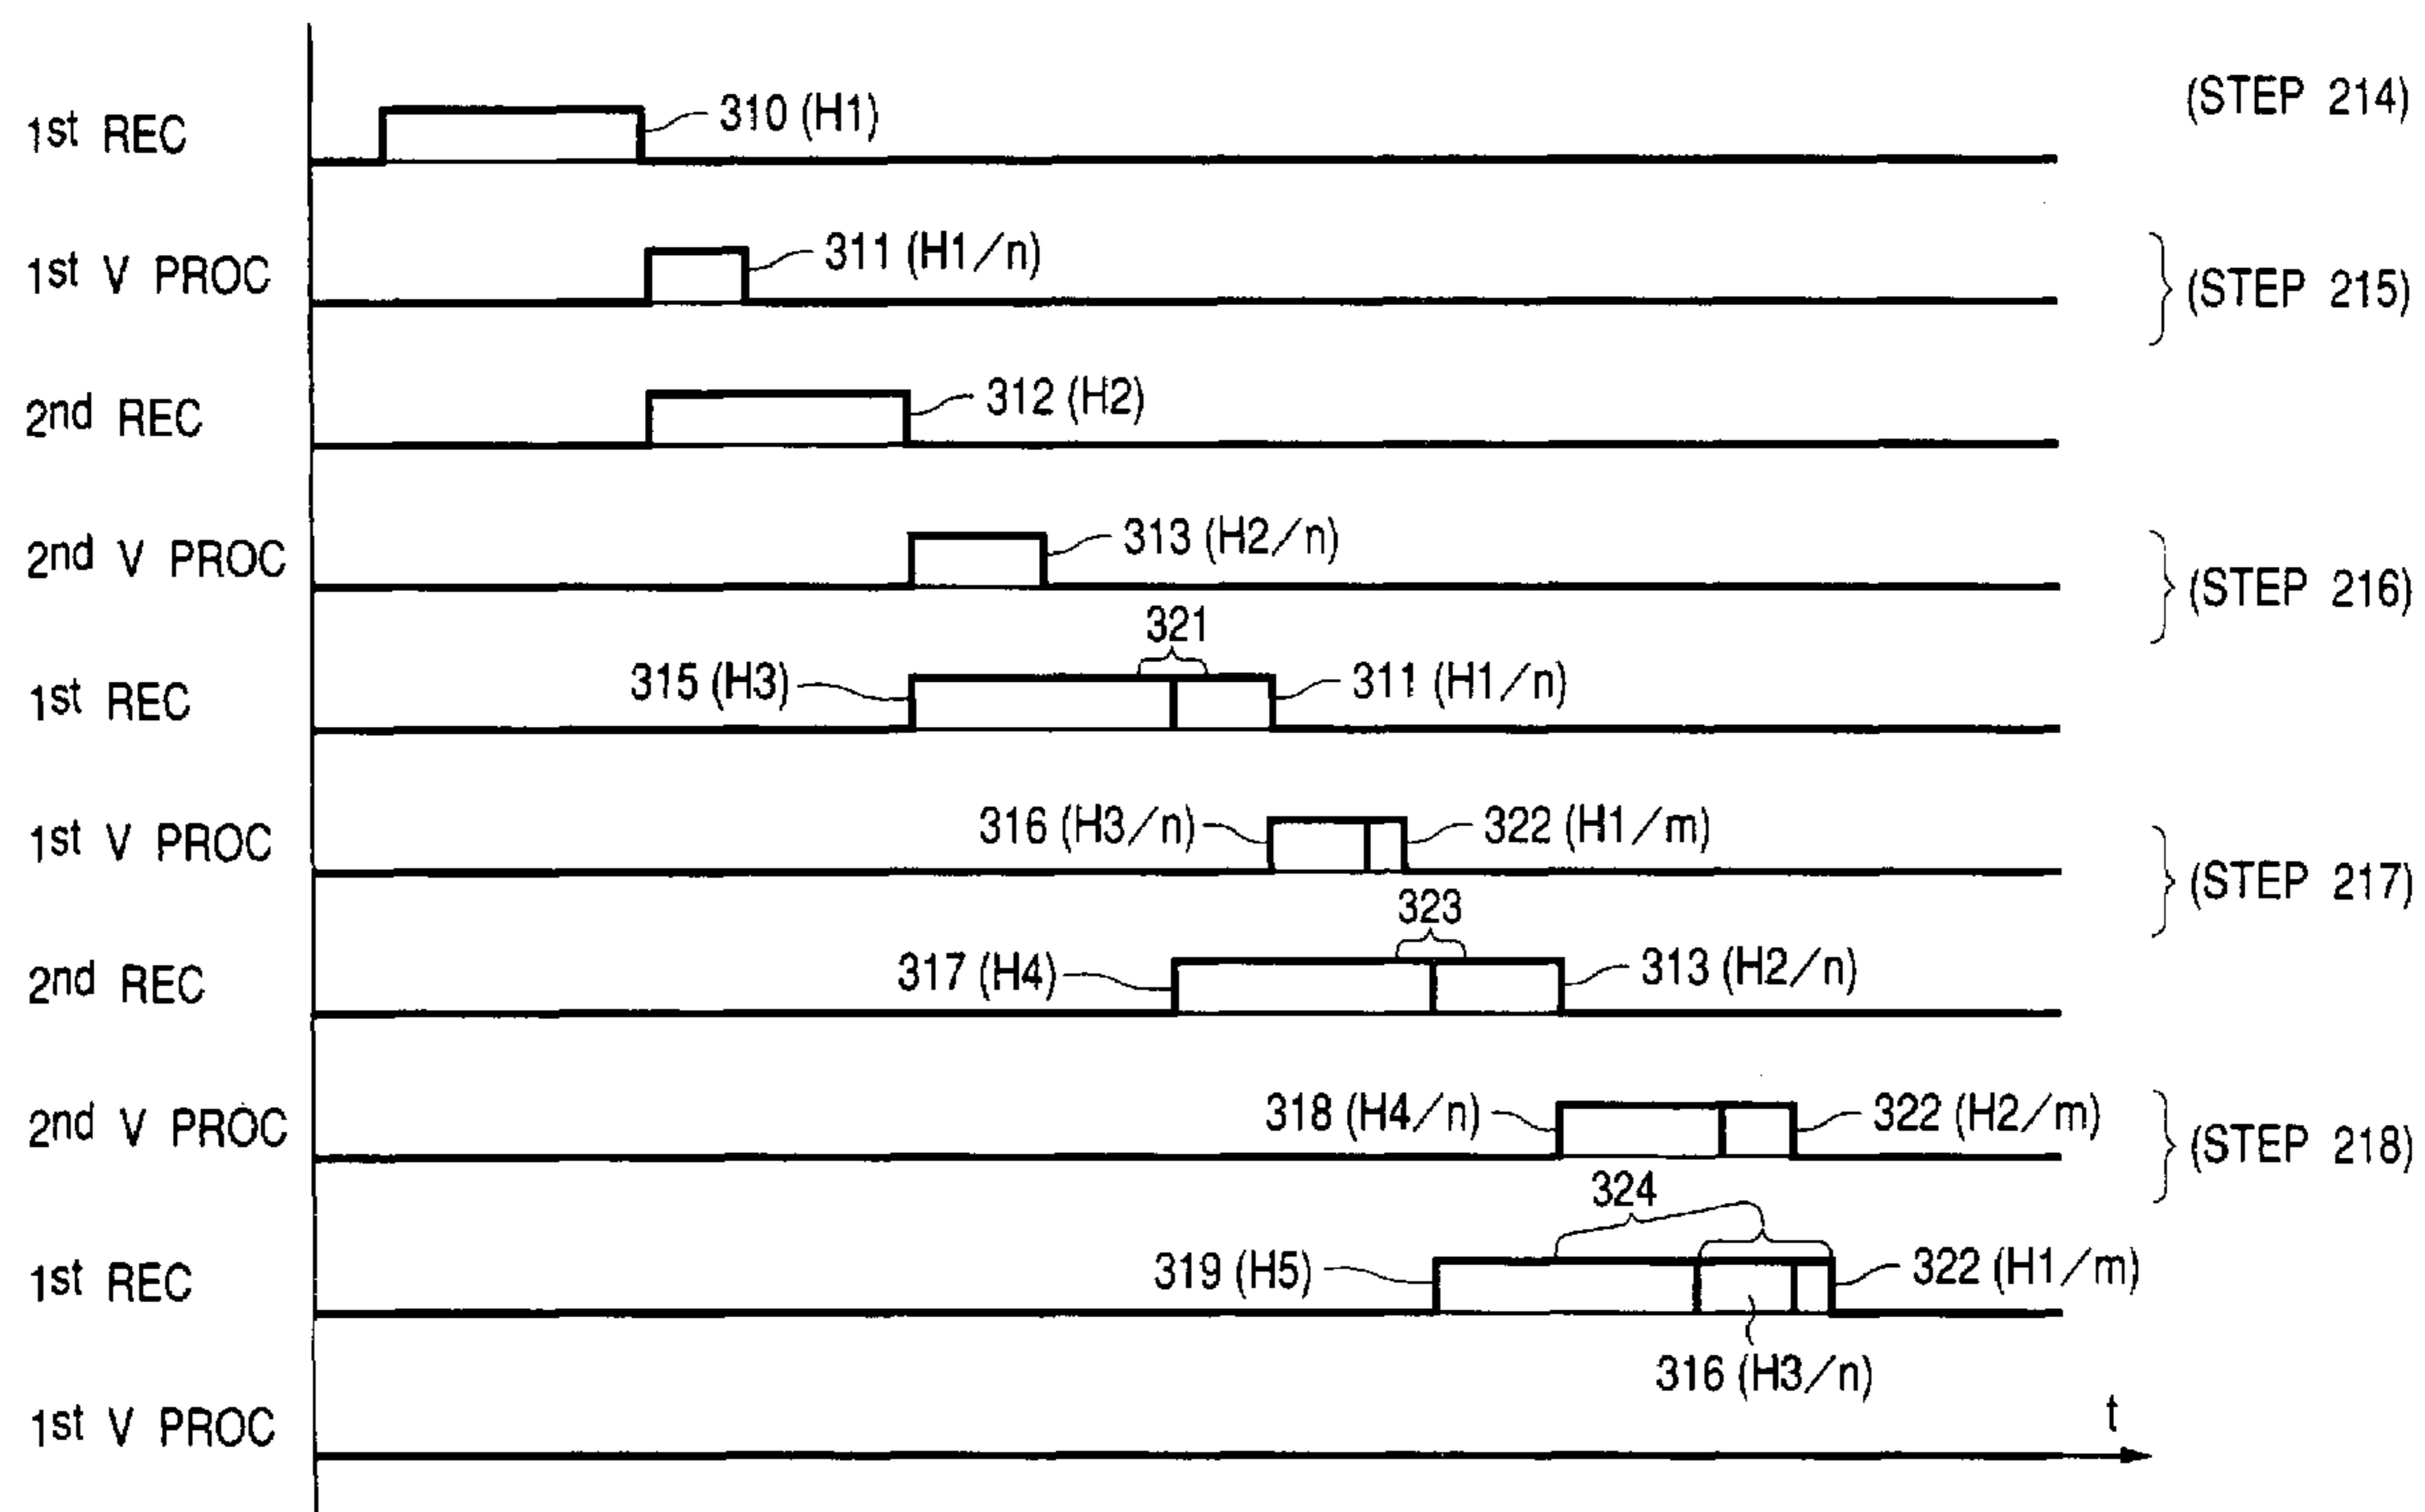 1st REC 310 (H1) (STEP 214)
1st V PROC 311 (H1/n) (STEP 215)
2nd REC 312 (H2)
2nd V PROC 313 (H2/n) (STEP 216)
321
1st REC 315 (H3) 311 (H1/n)
1st V PROC 316 (H3/n) 322 (H1/m) (STEP 217)
323
2nd REC 317 (H4) 313 (H2/n)
2nd V PROC 318 (H4/n) 322 (H2/m) (STEP 218)
324
1st REC 319 (H5) 322 (H1/m)
316 (H3/n)
1st V PROC t